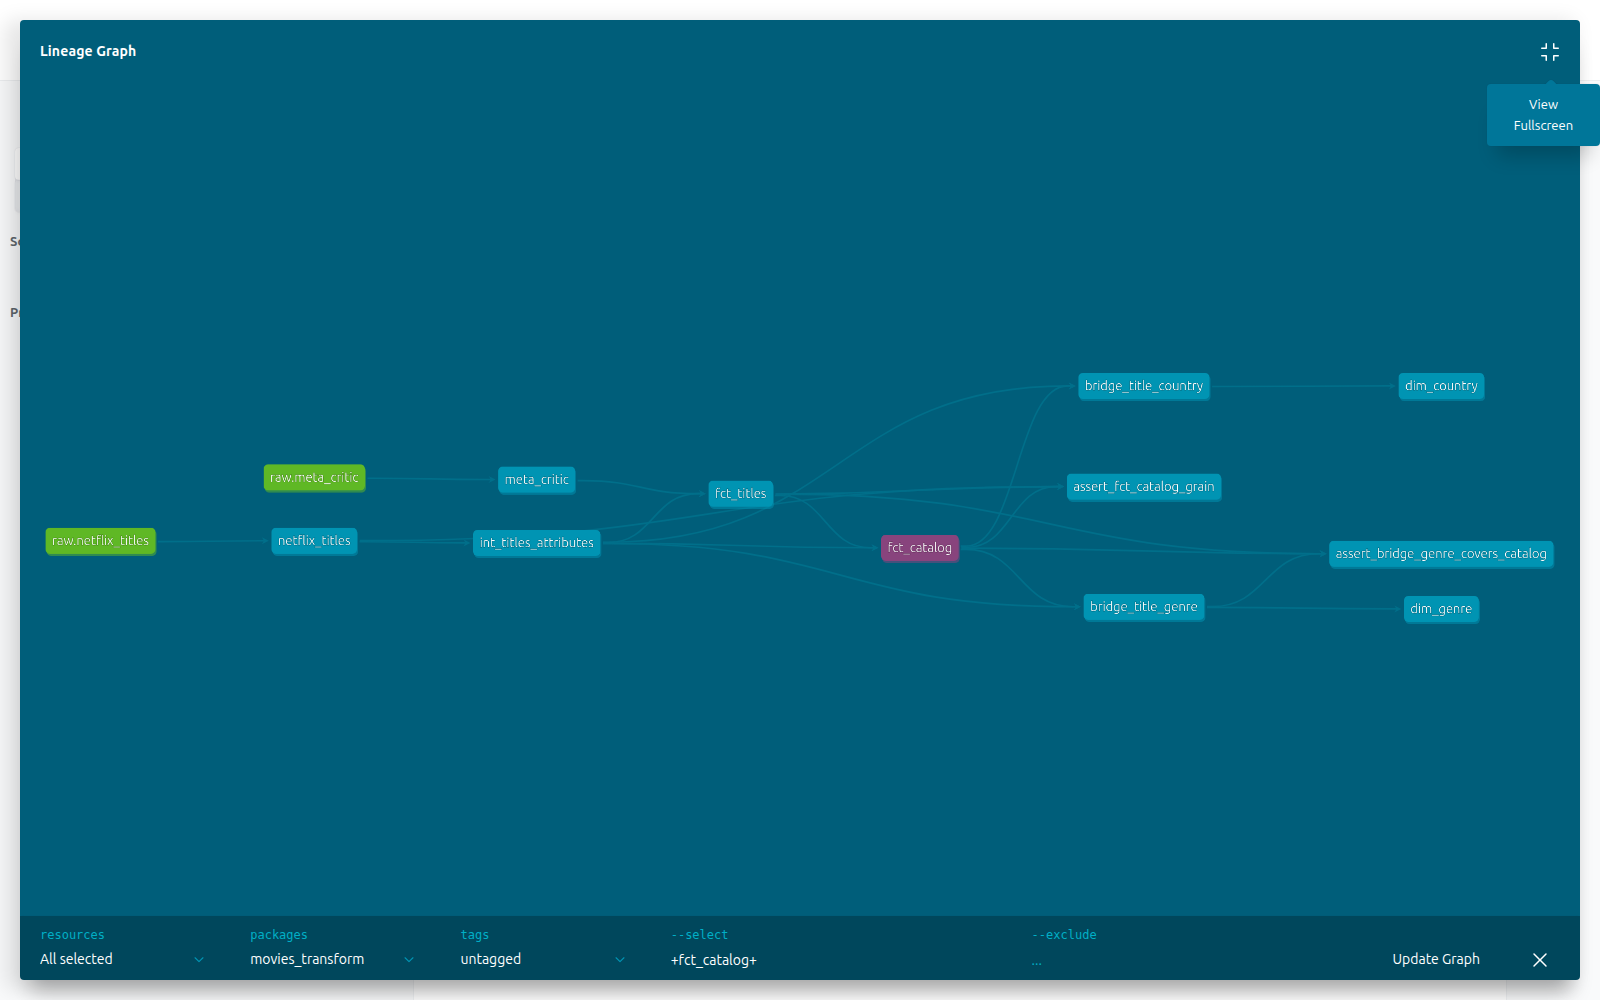 Lineage Graph
View
Fullscreen
bridge_title_country
dim_country
raw.meta_critic
meta_critic
fct_titles
assert_fct_catalog_grain
raw.netflix_titles
netflix_titles
int_titles_attributes
fct_catalog
assert_bridge_genre_covers_catalog
bridge_title_genre
dim_genre
resources
packages
tags
--select
--exclude
All selected
movies_transform
untagged
+fct_catalog+
...
Update Graph